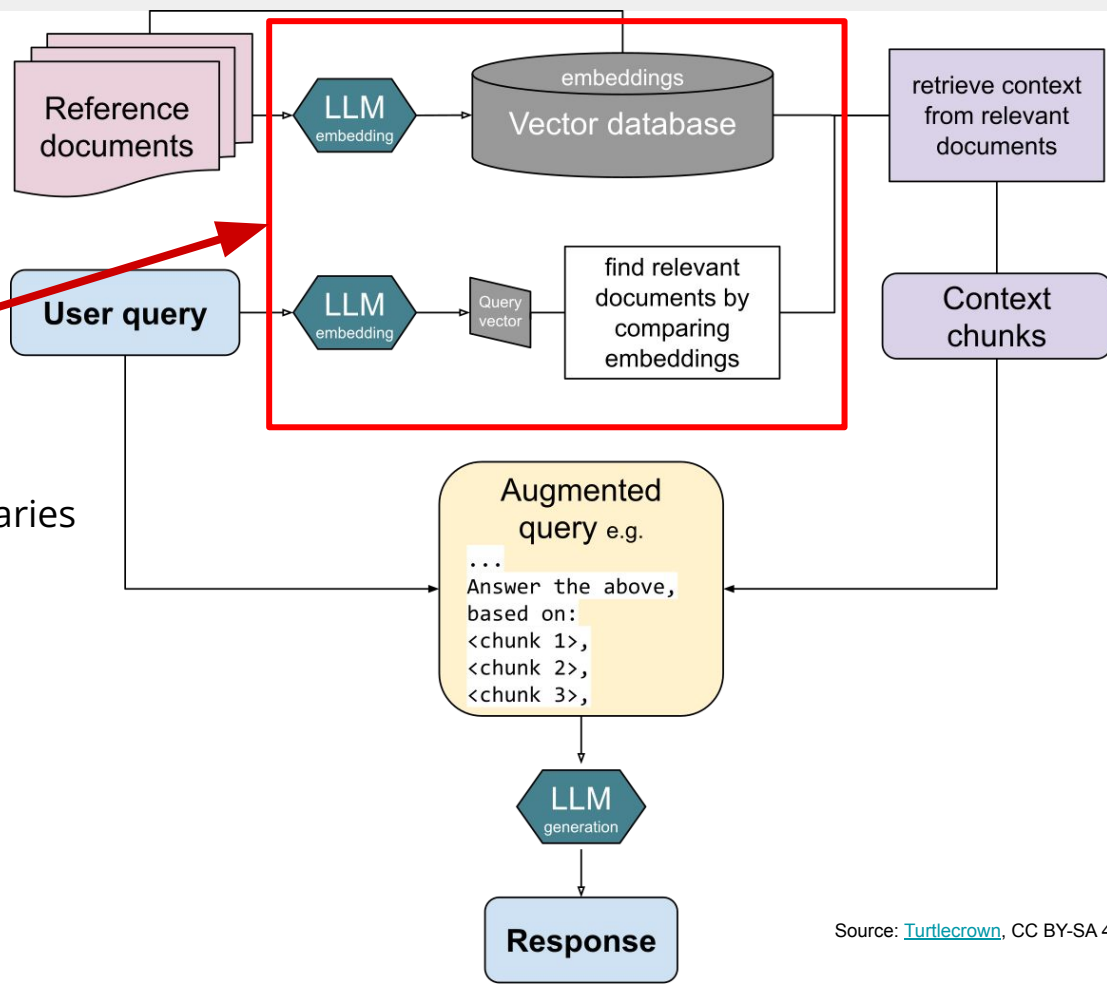 Reference
documents
LLM
embedding
embeddings
Vector database
retrieve context
from relevant
documents
User query
LLM
embedding
Query
vector
find relevant
documents by
comparing
embeddings
Context
chunks
aries
Augmented
query e.g.
...
Answer the above,
based on:
<chunk 1>,
<chunk 2>,
<chunk 3>,
LLM
generation
Response
Source: Turtlecrown, CC BY-SA 4